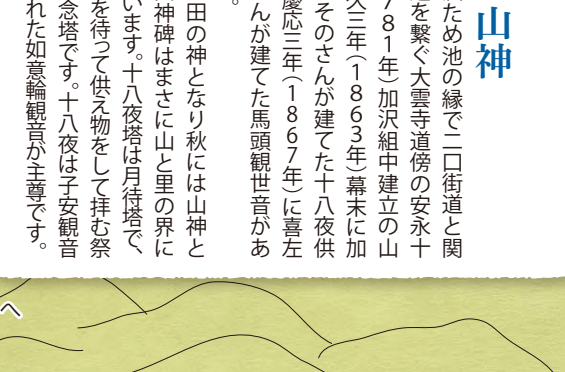 山神
ため池の縁で二口街道と関
を繋ぐ大雲寺道傍の安永十
781年）加沢組中建立の山
三年（1863年）幕末に加
そのさんが建てた十八夜供
慶応三年（1867年）に喜左
んが建てた馬頭観世音があ
。
田の神となり秋には山神と
神碑はまさに山と里の界に
います。十八夜塔は月待塔で、
を待って供え物をして拝む祭
念塔です。十八夜は子安観音
れた如意輪観音が主尊です。
へ